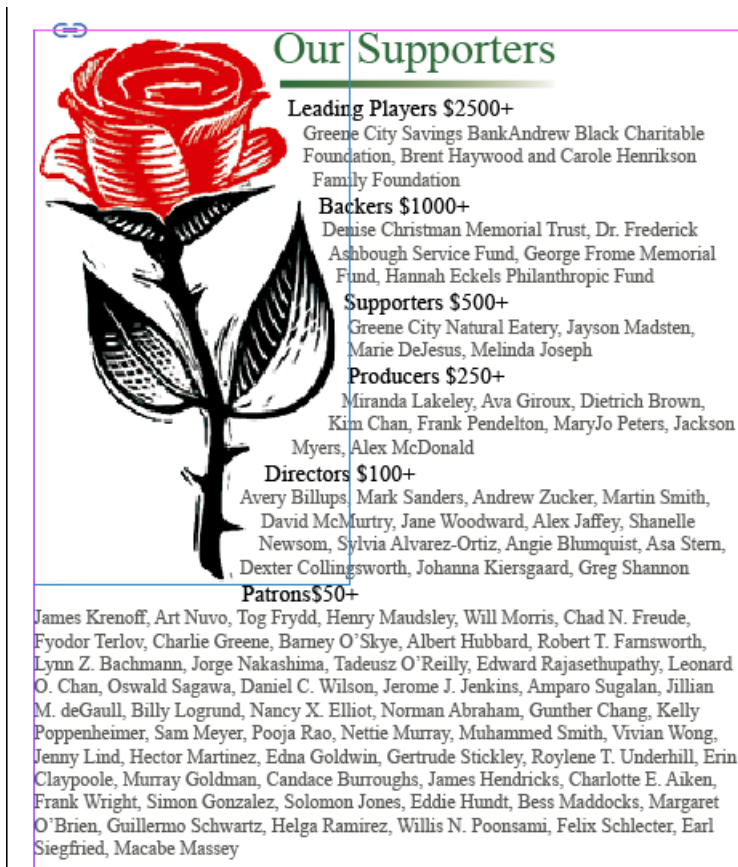 Our Supporters
Leading Players $2500+
Greene City Savings BankAndrew Black Charitable
Foundation, Brent Haywood and Carole Henrikson
Family Foundation
Backers $1000+
Denise Christman Memorial Trust, Dr. Frederick
Ashbough Service Fund, George Frome Memorial
Fund, Hannah Eckels Philanthropic Fund
Supporters $500+
Greene City Natural Eatery, Jayson Madsten,
Marie DeJesus, Melinda Joseph
Producers $250+
Miranda Lakeley, Ava Giroux, Dietrich Brown,
Kim Chan, Frank Pendelton, MaryJo Peters, Jackson
Myers, Alex McDonald
Directors $100+
Avery Billups, Mark Sanders, Andrew Zucker, Martin Smith,
David McMurtry, Jane Woodward, Alex Jaffey, Shanelle
Newsom, Sylvia Alvarez-Ortiz, Angie Blumquist, Asa Stern,
Dexter Collingsworth, Johanna Kiersgaard, Greg Shannon
Patrons$50+
James Krenoff, Art Nuvo, Tog Frydd, Henry Maudsley, Will Morris, Chad N. Freude,
Fyodor Terlov, Charlie Greene, Barney O’Skye, Albert Hubbard, Robert T. Farnsworth,
Lynn Z. Bachmann, Jorge Nakashima, Tadeusz O’Reilly, Edward Rajasethupathy, Leonard
O. Chan, Oswald Sagawa, Daniel C. Wilson, Jerome J. Jenkins, Amparo Sugalan, Jillian
M. deGaull, Billy Logrund, Nancy X. Elliot, Norman Abraham, Gunther Chang, Kelly
Poppenheimer, Sam Meyer, Pooja Rao, Nettie Murray, Muhammed Smith, Vivian Wong,
Jenny Lind, Hector Martinez, Edna Goldwin, Gertrude Stickley, Roylene T. Underhill, Erin
Claypoole, Murray Goldman, Candace Burroughs, James Hendricks, Charlotte E. Aiken,
Frank Wright, Simon Gonzalez, Solomon Jones, Eddie Hundt, Bess Maddocks, Margaret
O’Brien, Guillermo Schwartz, Helga Ramirez, Willis N. Poonsami, Felix Schlecter, Earl
Siegfried, Macabe Massey